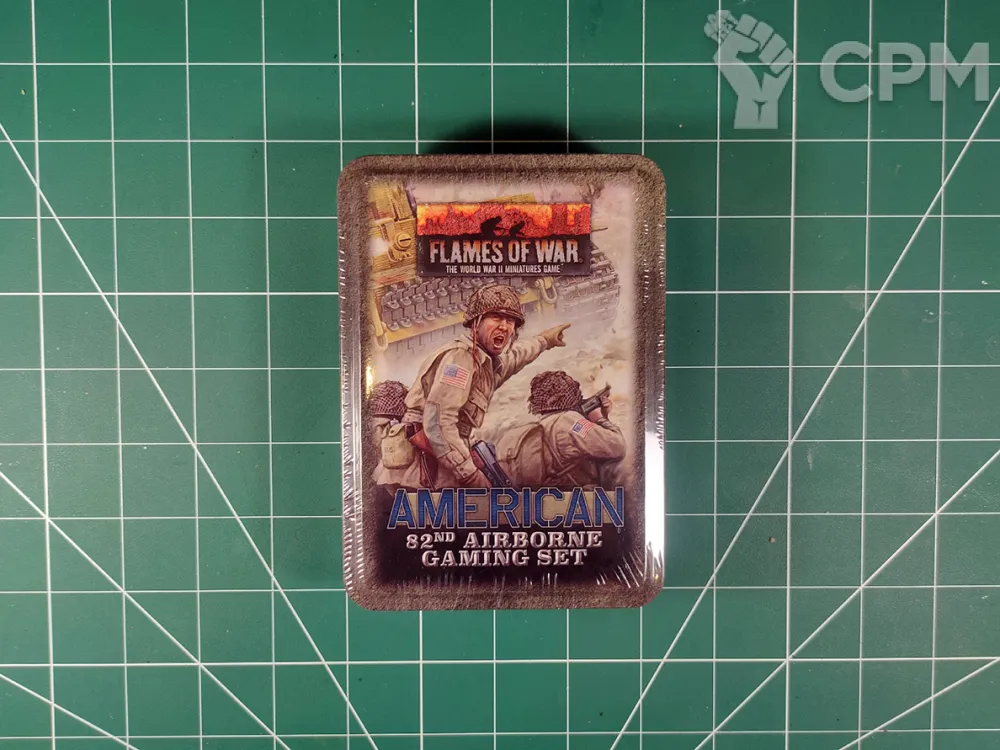 CPM
FLAMES OF WAR
THE WORLD WAR II MINIATURES GAME
AMERICAN
82ND AIRBORNE
GAMING SET